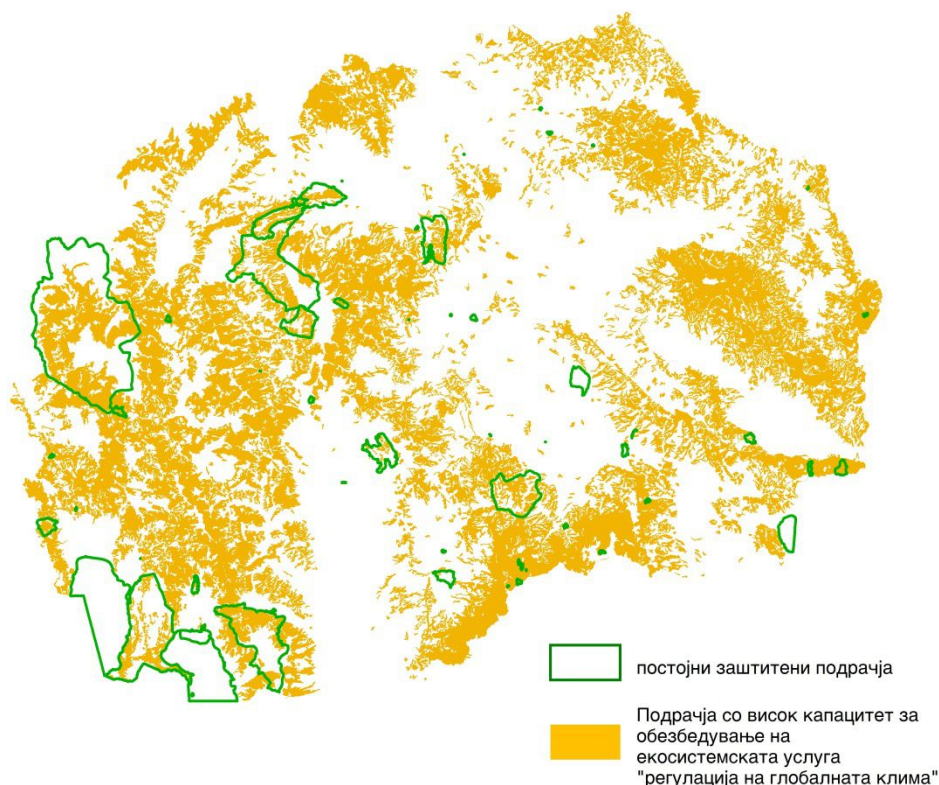 постојни заштитени подрачја
Подрачја со висок капацитет за
обезбедување на
екосистемската услуга
"регулација на глобалната клима"